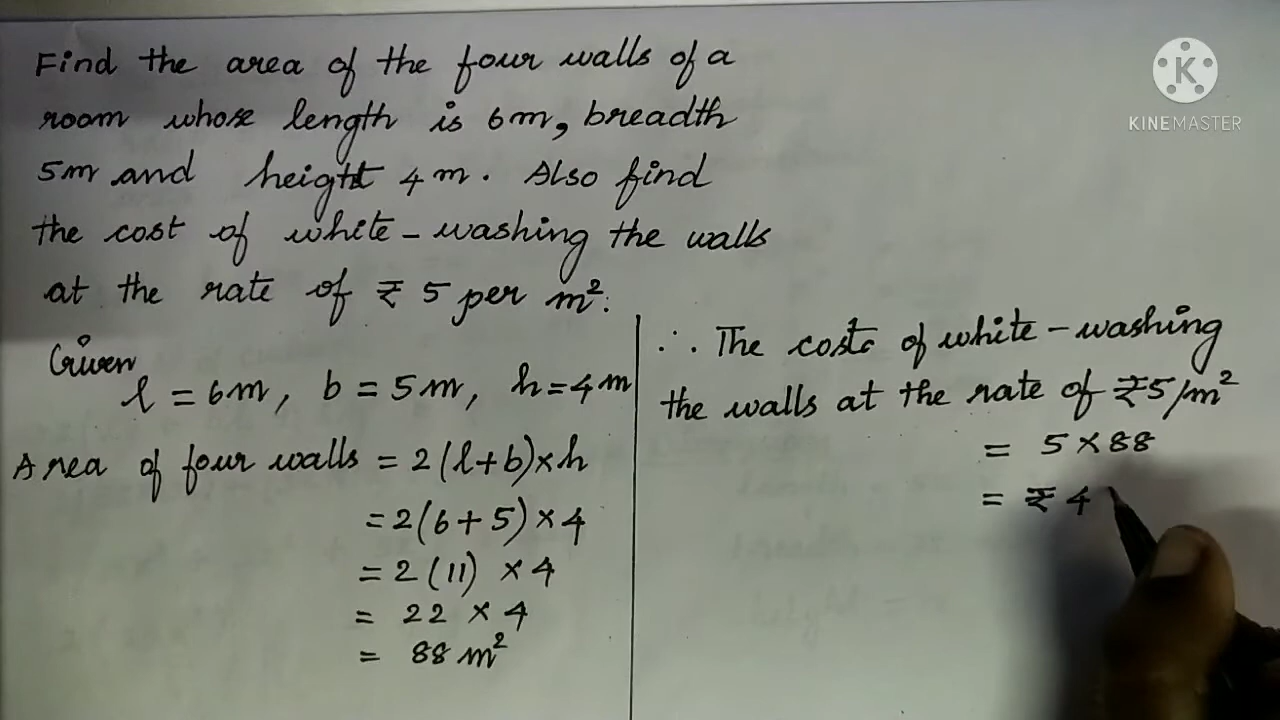 Find the area of the four walls of a
room whose length is 6m, breadth
5m and height 4m. Also find
the cost of white-washing the walls
at the rate of ₹ 5 per m².
Given
l = 6m, b = 5m, h = 4m
Area of four walls = 2(l+b)×h
= 2(6+5)×4
= 2(11) ×4
= 22 × 4
= 88 m²
∴ The cost of white-washing
the walls at the rate of ₹5/m²
= 5×88
= ₹ 4
K
KINEMASTER